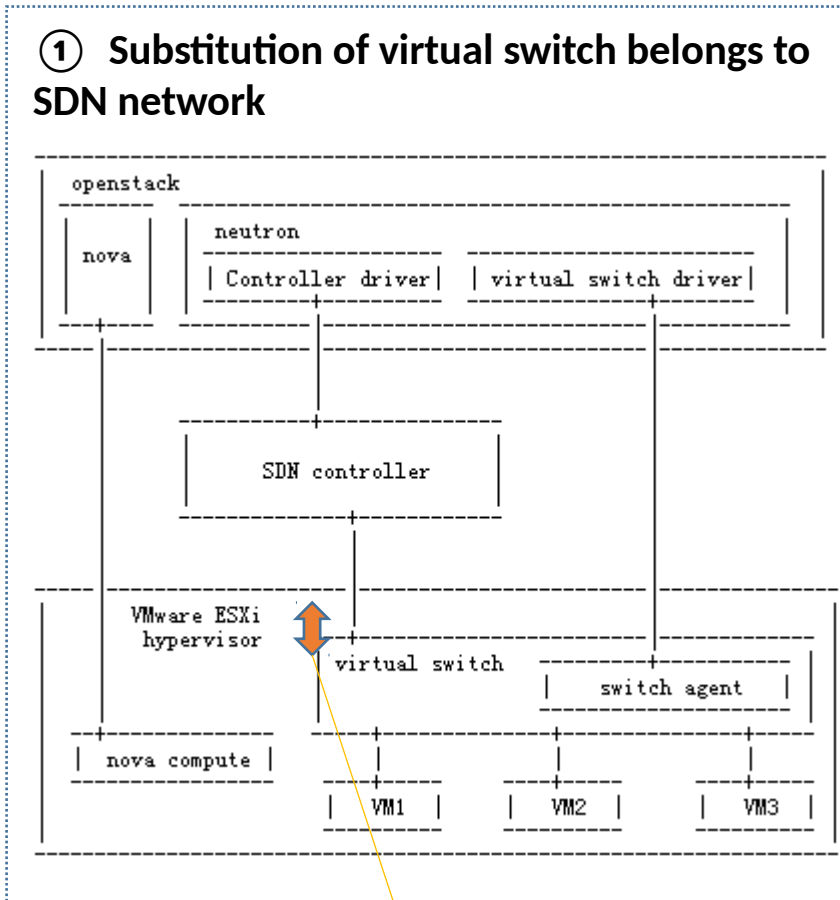 ① Substitution of virtual switch belongs to
SDN network
openstack
nova
neutron
Controller driver
virtual switch driver
SDN controller
VMware ESXi
hypervisor
virtual switch
switch agent
nova compute
VM1
VM2
VM3